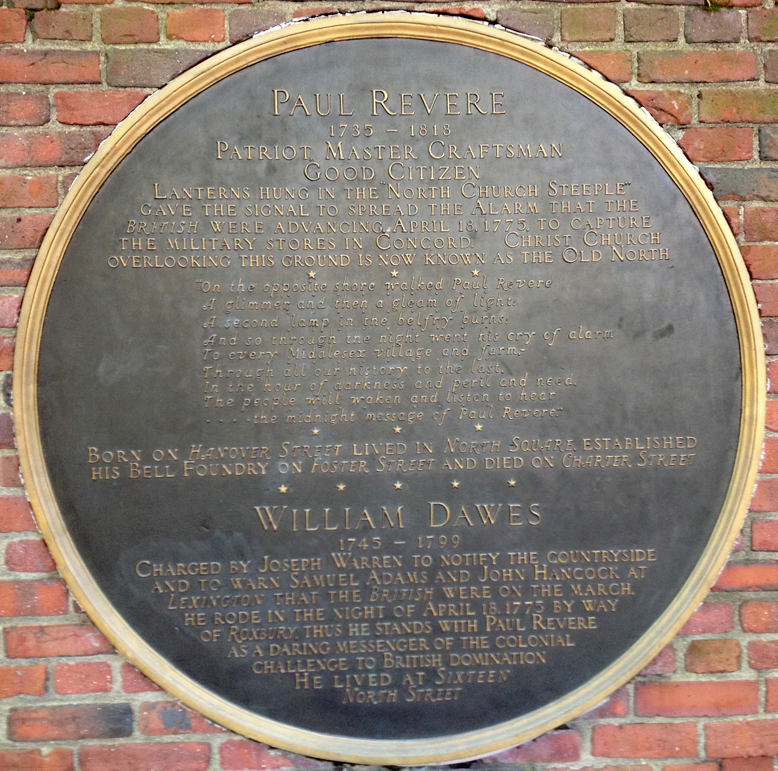 PAUL REVERE
1735 – 1818
PATRIOT, MASTER CRAFTSMAN
GOOD CITIZEN
LANTERNS HUNG IN THE "NORTH CHURCH STEEPLE"
GAVE THE SIGNAL TO SPREAD THE ALARM THAT THE
BRITISH WERE ADVANCING, APRIL 18, 1775, TO CAPTURE
THE MILITARY STORES IN CONCORD. CHRIST CHURCH
OVERLOOKING THIS GROUND IS NOW KNOWN AS THE OLD NORTH
"On the opposite shore walked Paul Revere
A glimmer and then a gleam of light.
A second lamp in the belfry burns.
And so through the night went his cry of alarm
To every Middlesex village and farm,-
Through all our history to the last,
In the hour of darkness and peril and need,
The people will waken and listen to hear
. . . . the midnight message of Paul Revere."
BORN ON HANOVER STREET LIVED IN NORTH SQUARE ESTABLISHED
HIS BELL FOUNDRY ON FOSTER STREET AND DIED ON CHARTER STREET
WILLIAM DAWES
1745 – 1799
CHARGED BY JOSEPH WARREN TO NOTIFY THE COUNTRYSIDE
AND TO WARN SAMUEL ADAMS AND JOHN HANCOCK AT
LEXINGTON THAT THE BRITISH WERE ON THE MARCH.
HE RODE IN THE NIGHT OF APRIL 18, 1775 BY WAY
OF ROXBURY. THUS HE STANDS WITH PAUL REVERE
AS A DARING MESSENGER OF THE COLONIAL
CHALLENGE TO BRITISH DOMINATION
HE LIVED AT SIXTEEN
NORTH STREET